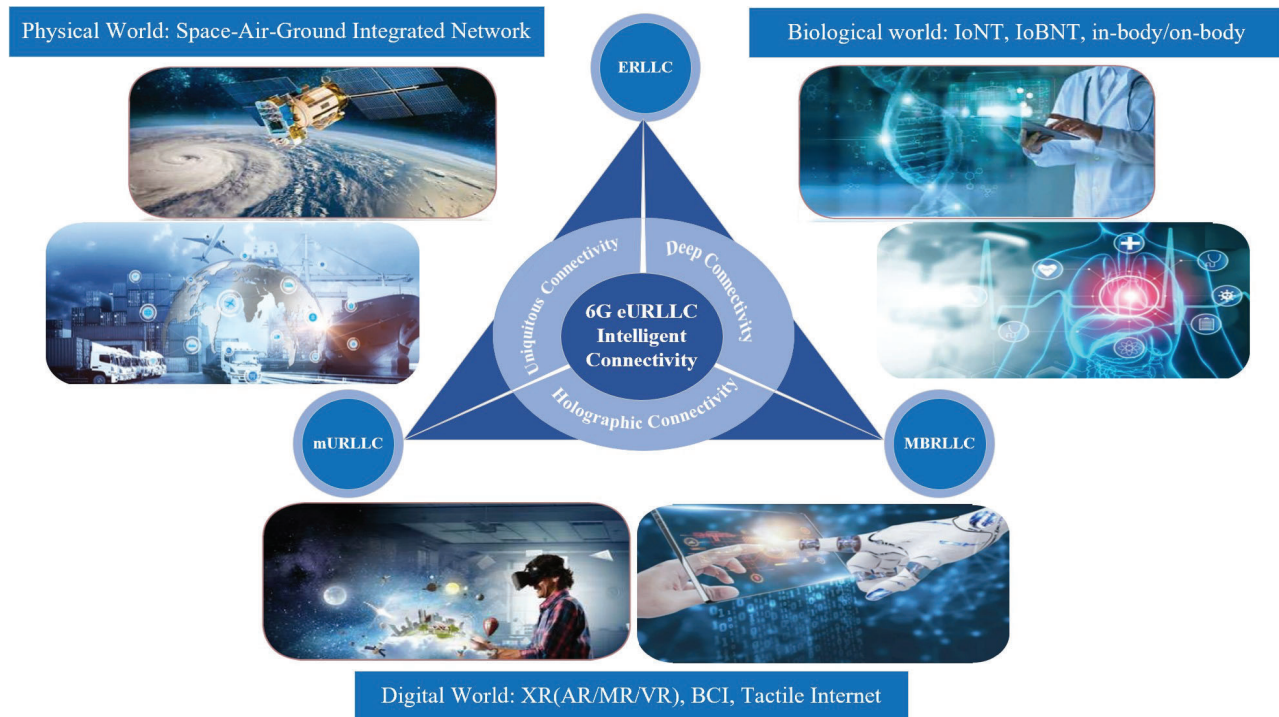 Physical World: Space-Air-Ground Integrated Network
ERLLC
Biological world: IoNT, IoBNT, in-body/on-body
Uniquitous Connectivity
Deep Connectivity
6G eURLLC
Intelligent
Connectivity
Holographic Connectivity
mURLLC
MBRLLC
Digital World: XR(AR/MR/VR), BCI, Tactile Internet